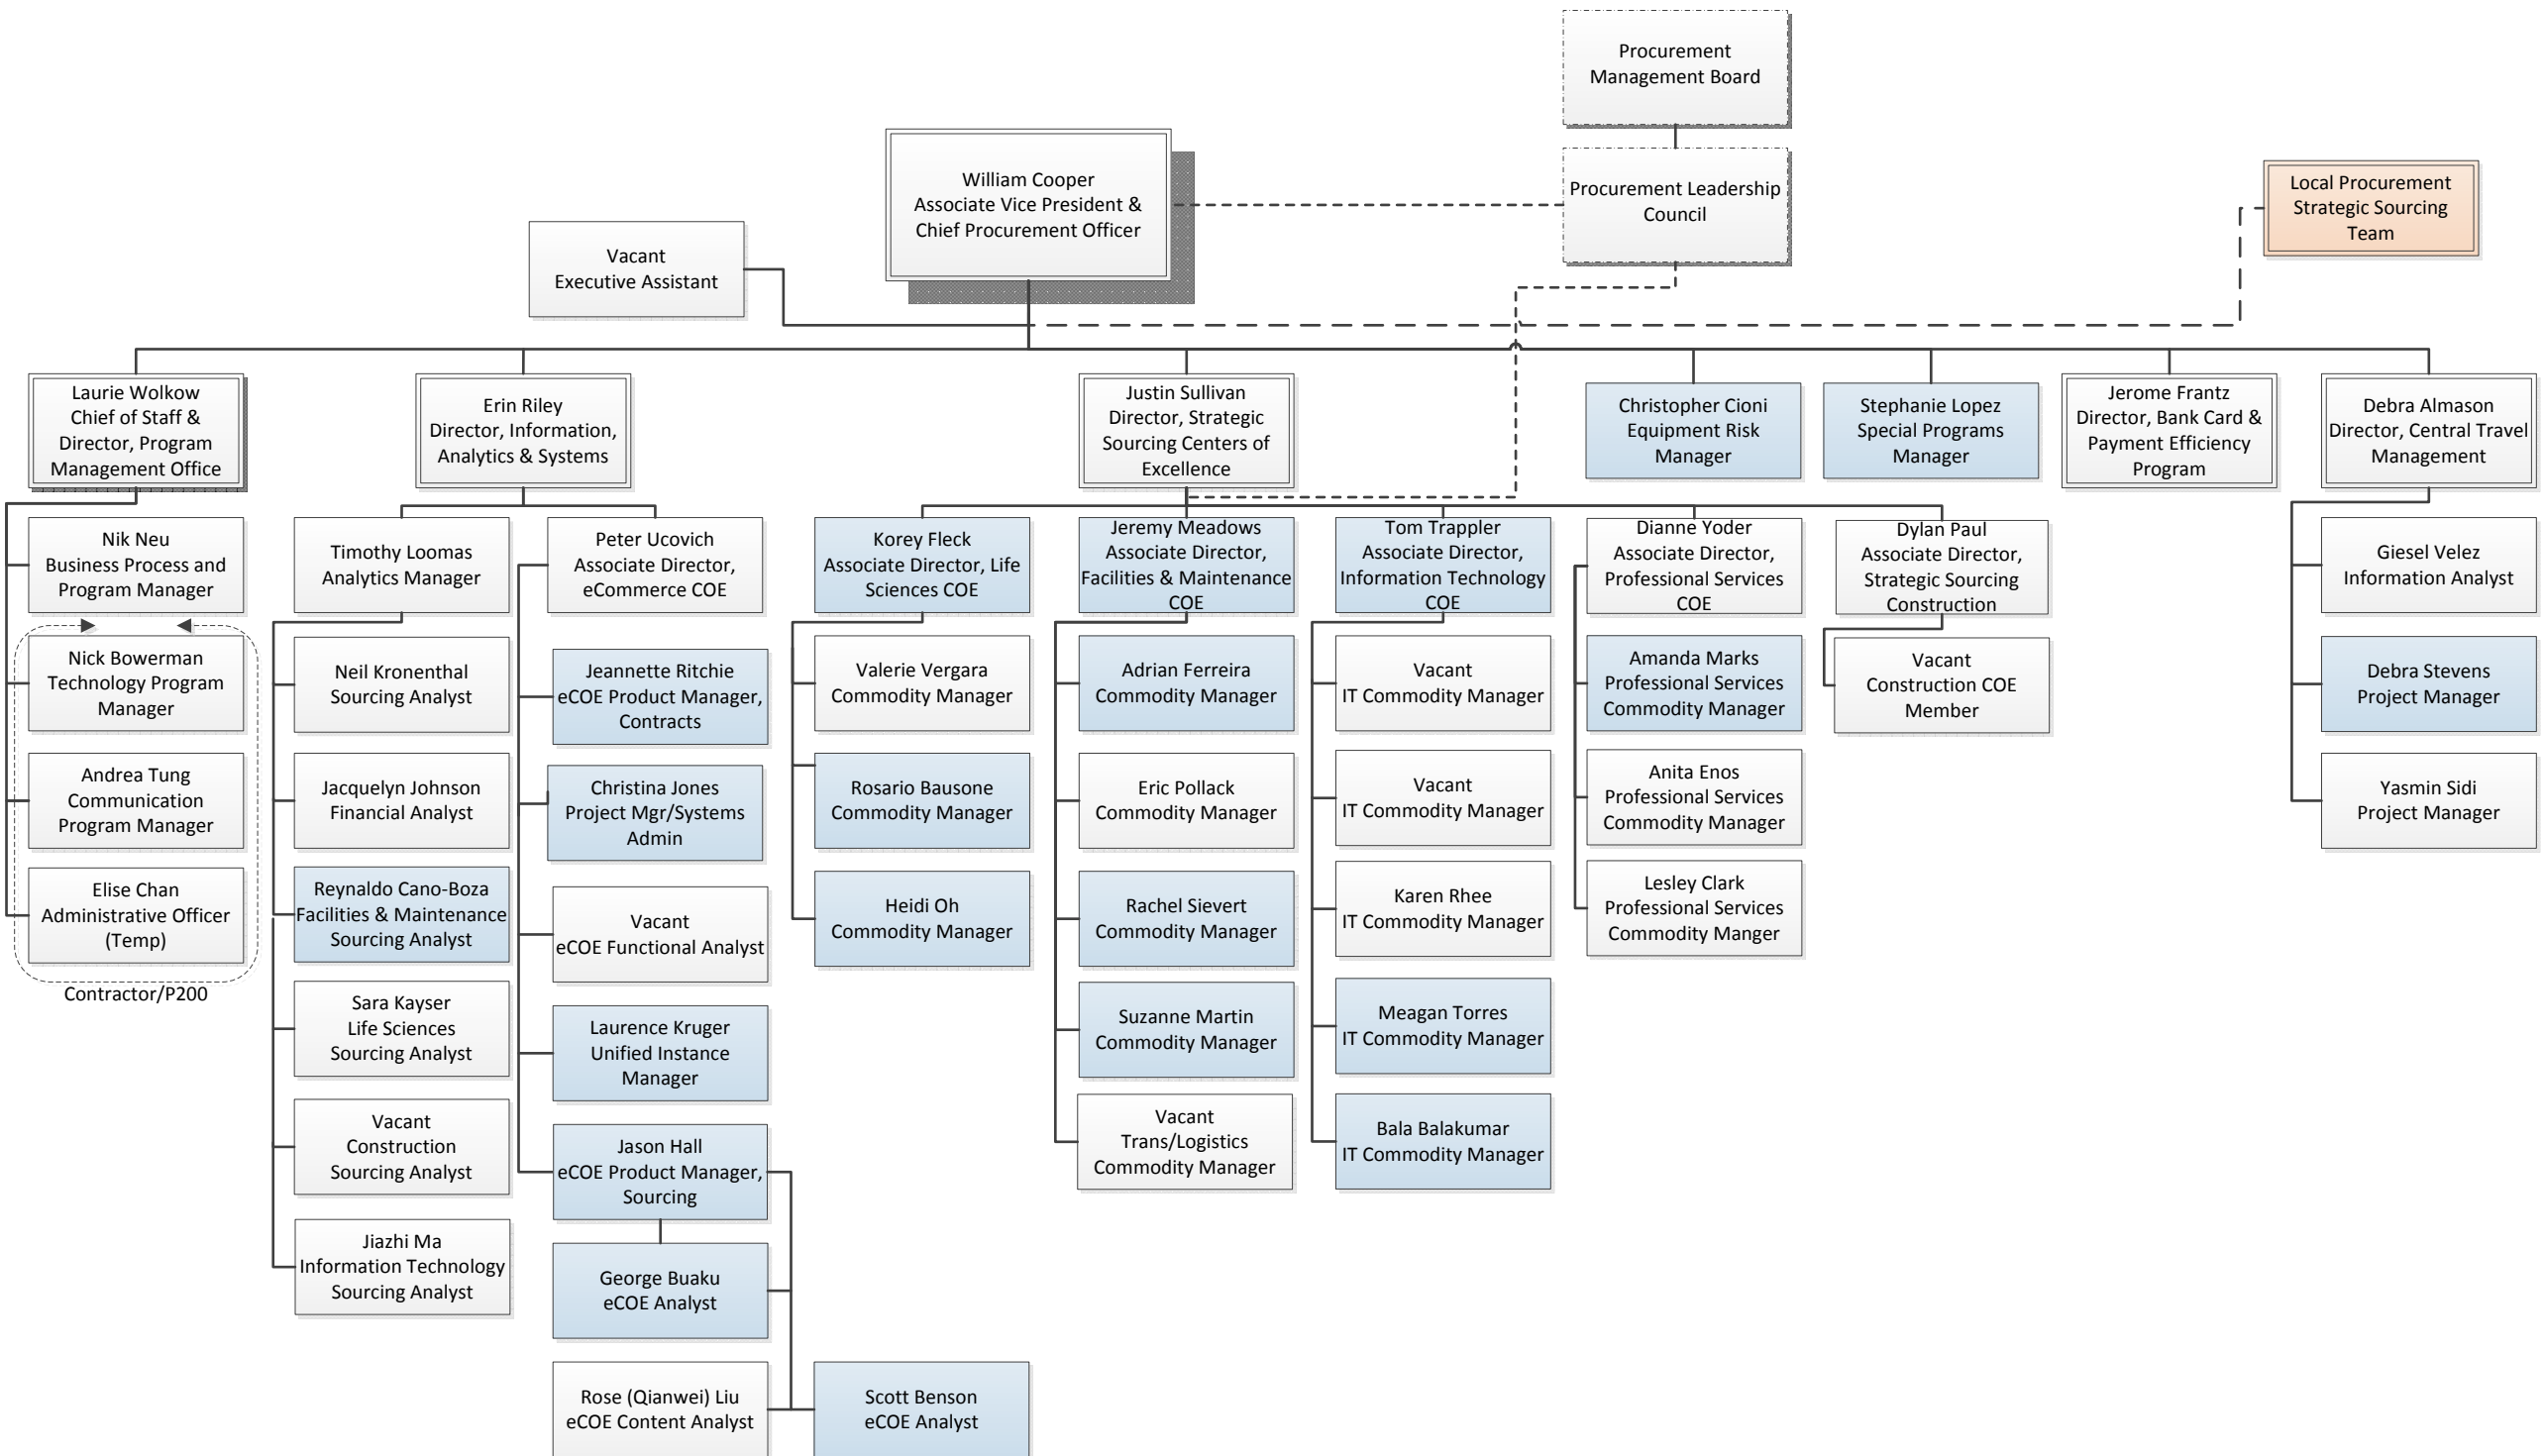 Procurement
Management Board
William Cooper
Associate Vice President &
Chief Procurement Officer
Procurement Leadership
Council
Local Procurement
Strategic Sourcing
Team
Vacant
Executive Assistant
Laurie Wolkow
Chief of Staff &
Director, Program
Management Office
Erin Riley
Director, Information,
Analytics & Systems
Justin Sullivan
Director, Strategic
Sourcing Centers of
Excellence
Christopher Cioni
Equipment Risk
Manager
Stephanie Lopez
Special Programs
Manager
Jerome Frantz
Director, Bank Card &
Payment Efficiency
Program
Debra Almason
Director, Central Travel
Management
Nik Neu
Business Process and
Program Manager
Nick Bowerman
Technology Program
Manager
Andrea Tung
Communication
Program Manager
Elise Chan
Administrative Officer
(Temp)
Contractor/P200
Timothy Loomas
Analytics Manager
Neil Kronenthal
Sourcing Analyst
Jacquelyn Johnson
Financial Analyst
Reynaldo Cano-Boza
Facilities & Maintenance
Sourcing Analyst
Sara Kayser
Life Sciences
Sourcing Analyst
Vacant
Construction
Sourcing Analyst
Jiazhi Ma
Information Technology
Sourcing Analyst
Peter Ucovich
Associate Director,
eCommerce COE
Jeannette Ritchie
eCOE Product Manager,
Contracts
Christina Jones
Project Mgr/Systems
Admin
Vacant
eCOE Functional Analyst
Laurence Kruger
Unified Instance
Manager
Jason Hall
eCOE Product Manager,
Sourcing
George Buaku
eCOE Analyst
Rose (Qianwei) Liu
eCOE Content Analyst
Scott Benson
eCOE Analyst
Korey Fleck
Associate Director, Life
Sciences COE
Valerie Vergara
Commodity Manager
Rosario Bausone
Commodity Manager
Heidi Oh
Commodity Manager
Jeremy Meadows
Associate Director,
Facilities & Maintenance
COE
Adrian Ferreira
Commodity Manager
Eric Pollack
Commodity Manager
Rachel Sievert
Commodity Manager
Suzanne Martin
Commodity Manager
Vacant
Trans/Logistics
Commodity Manager
Tom Trappler
Associate Director,
Information Technology
COE
Vacant
IT Commodity Manager
Vacant
IT Commodity Manager
Karen Rhee
IT Commodity Manager
Meagan Torres
IT Commodity Manager
Bala Balakumar
IT Commodity Manager
Dianne Yoder
Associate Director,
Professional Services
COE
Amanda Marks
Professional Services
Commodity Manager
Anita Enos
Professional Services
Commodity Manager
Lesley Clark
Professional Services
Commodity Manger
Dylan Paul
Associate Director,
Strategic Sourcing
Construction
Vacant
Construction COE
Member
Giesel Velez
Information Analyst
Debra Stevens
Project Manager
Yasmin Sidi
Project Manager